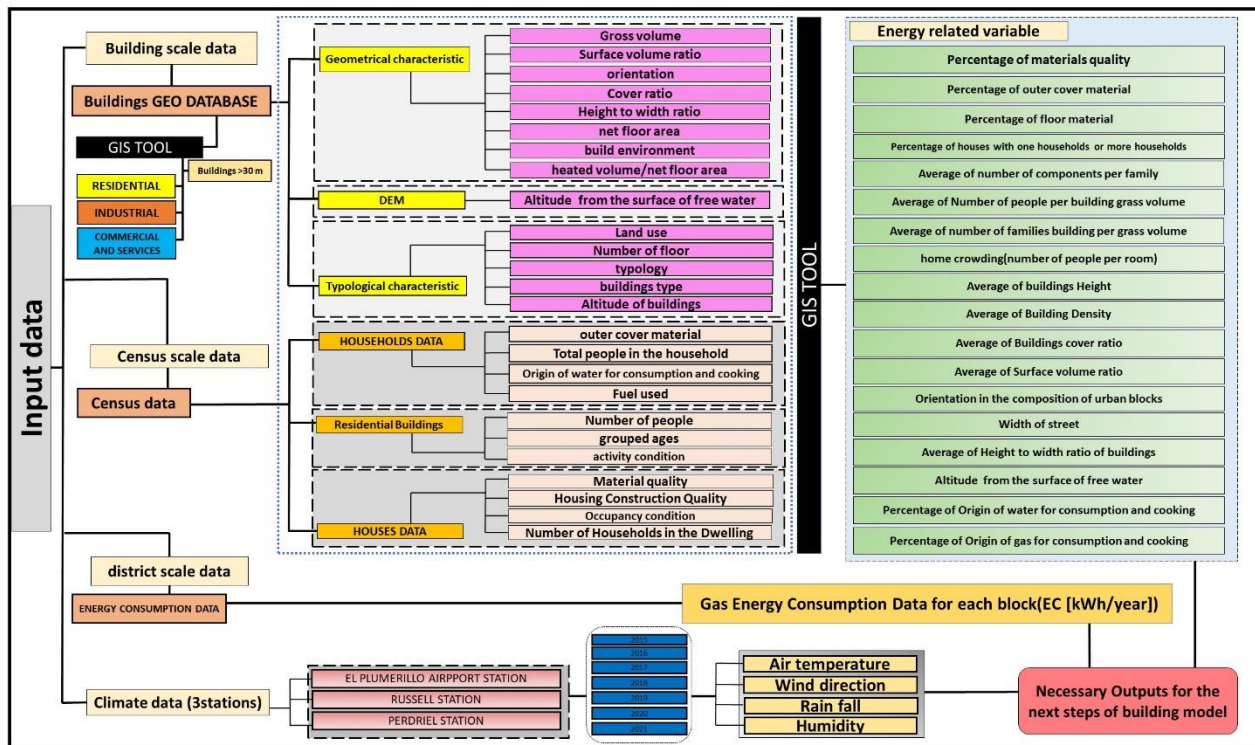 Input data
Building scale data
Buildings GEO DATABASE
GIS TOOL
Buildings >30 m
RESIDENTIAL
INDUSTRIAL
COMMERCIAL
AND SERVICES
Census scale data
Census data
district scale data
ENERGY CONSUMPTION DATA
Climate data (3stations)
Geometrical characteristic
Gross volume
Surface volume ratio
orientation
Cover ratio
Height to width ratio
net floor area
build environment
heated volume/net floor area
DEM
Altitude from the surface of free water
Typological characteristic
Land use
Number of floor
typology
buildings type
Altitude of buildings
HOUSEHOLDS DATA
outer cover material
Total people in the household
Origin of water for consumption and cooking
Fuel used
Residential Buildings
Number of people
grouped ages
activity condition
HOUSES DATA
Material quality
Housing Construction Quality
Occupancy condition
Number of Households in the Dwelling
GIS TOOL
Energy related variable
Percentage of materials quality
Percentage of outer cover material
Percentage of floor material
Percentage of houses with one households or more households
Average of number of components per family
Average of Number of people per building grass volume
Average of number of families building per grass volume
home crowding(number of people per room)
Average of buildings Height
Average of Building Density
Average of Buildings cover ratio
Average of Surface volume ratio
Orientation in the composition of urban blocks
Width of street
Average of Height to width ratio of buildings
Altitude from the surface of free water
Percentage of Origin of water for consumption and cooking
Percentage of Origin of gas for consumption and cooking
Gas Energy Consumption Data for each block(EC [kWh/year])
EL PLUMERILLO AIRPPORT STATION
RUSSELL STATION
PERDRIEL STATION
2015
2016
2017
2018
2019
2020
2021
Air temperature
Wind direction
Rain fall
Humidity
Necessary Outputs for the
next steps of building model